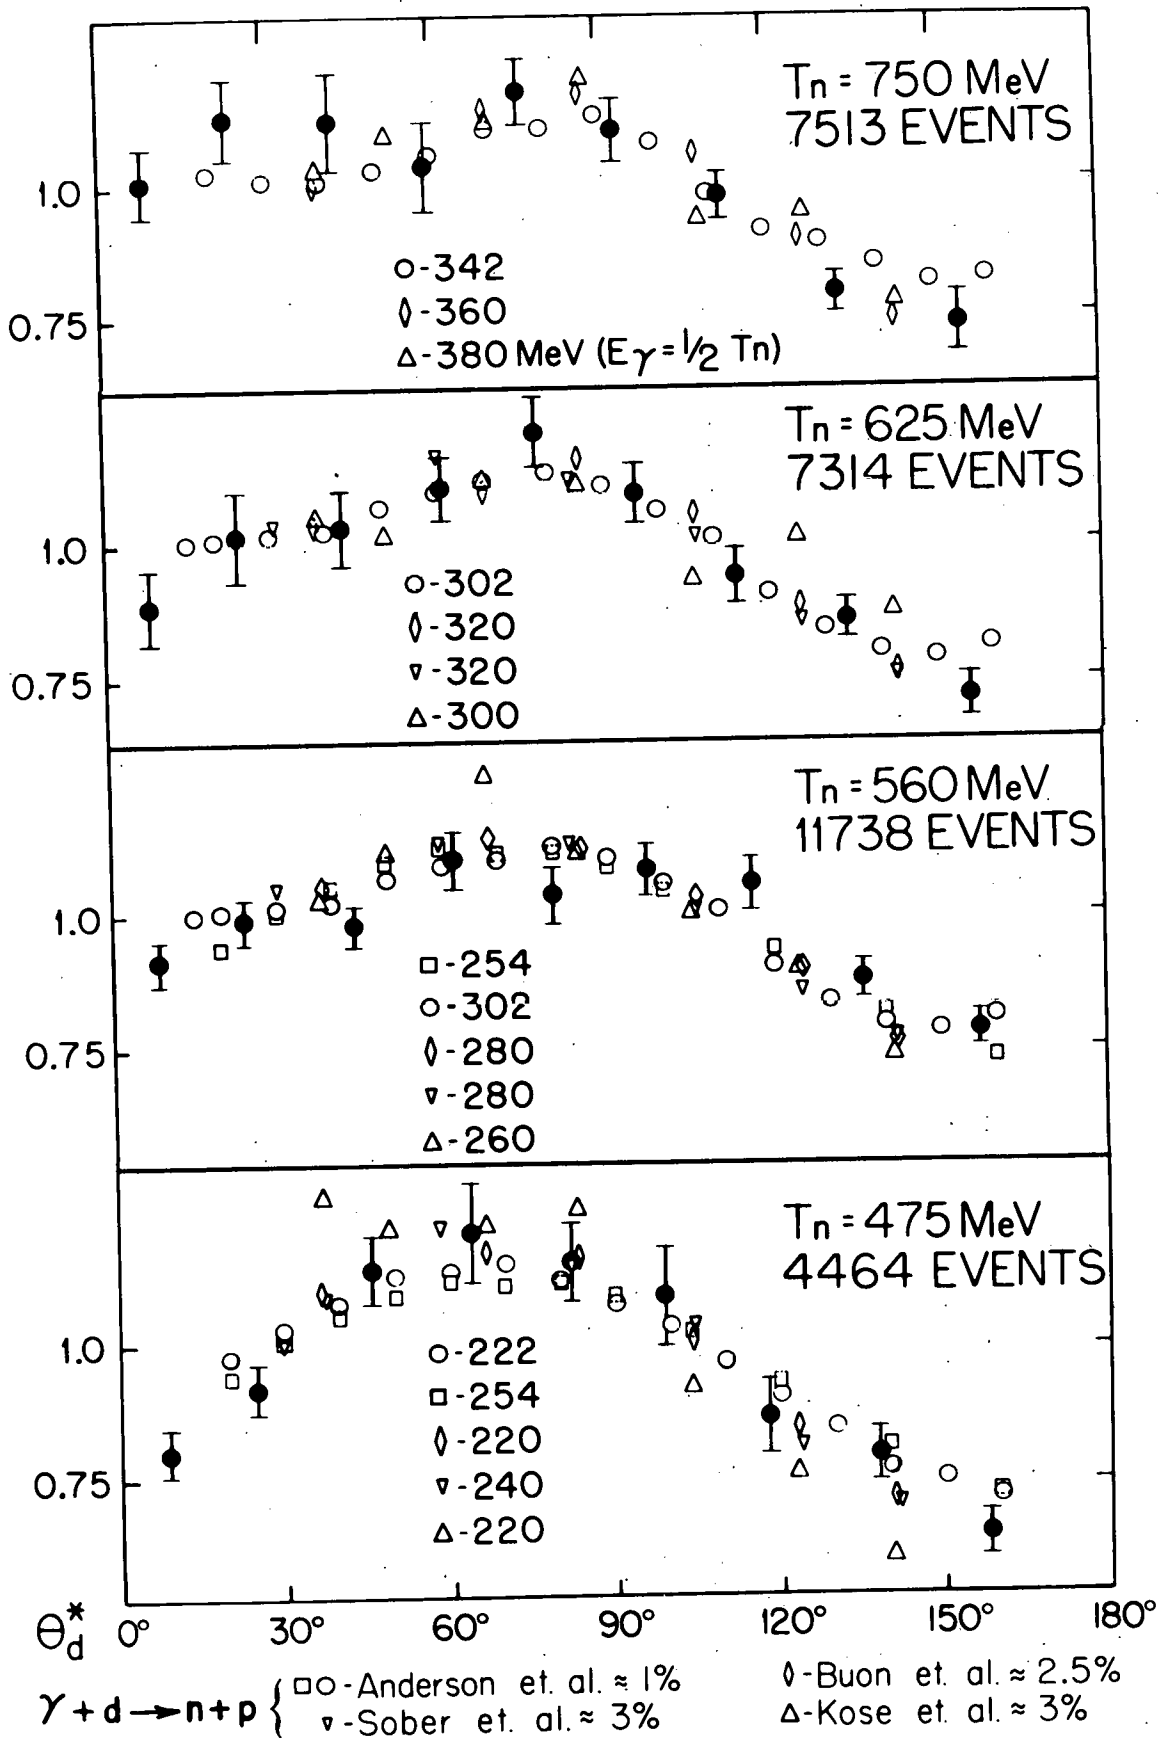 Tn = 750 MeV
7513 EVENTS
1.0
0.75
○-342
◊-360
△-380 MeV (Eγ = 1/2 Tn)
Tn = 625 MeV
7314 EVENTS
1.0
0.75
○-302
◊-320
▿-320
△-300
Tn = 560 MeV
11738 EVENTS
1.0
0.75
□-254
○-302
◊-280
▿-280
△-260
Tn = 475 MeV
4464 EVENTS
1.0
0.75
○-222
□-254
◊-220
▿-240
△-220
θ*d 0° 30° 60° 90° 120° 150° 180°
γ + d → n + p { □○-Anderson et. al. ≈ 1%
▿-Sober et. al. ≈ 3%
◊-Buon et. al. ≈ 2.5%
△-Kose et. al. ≈ 3%